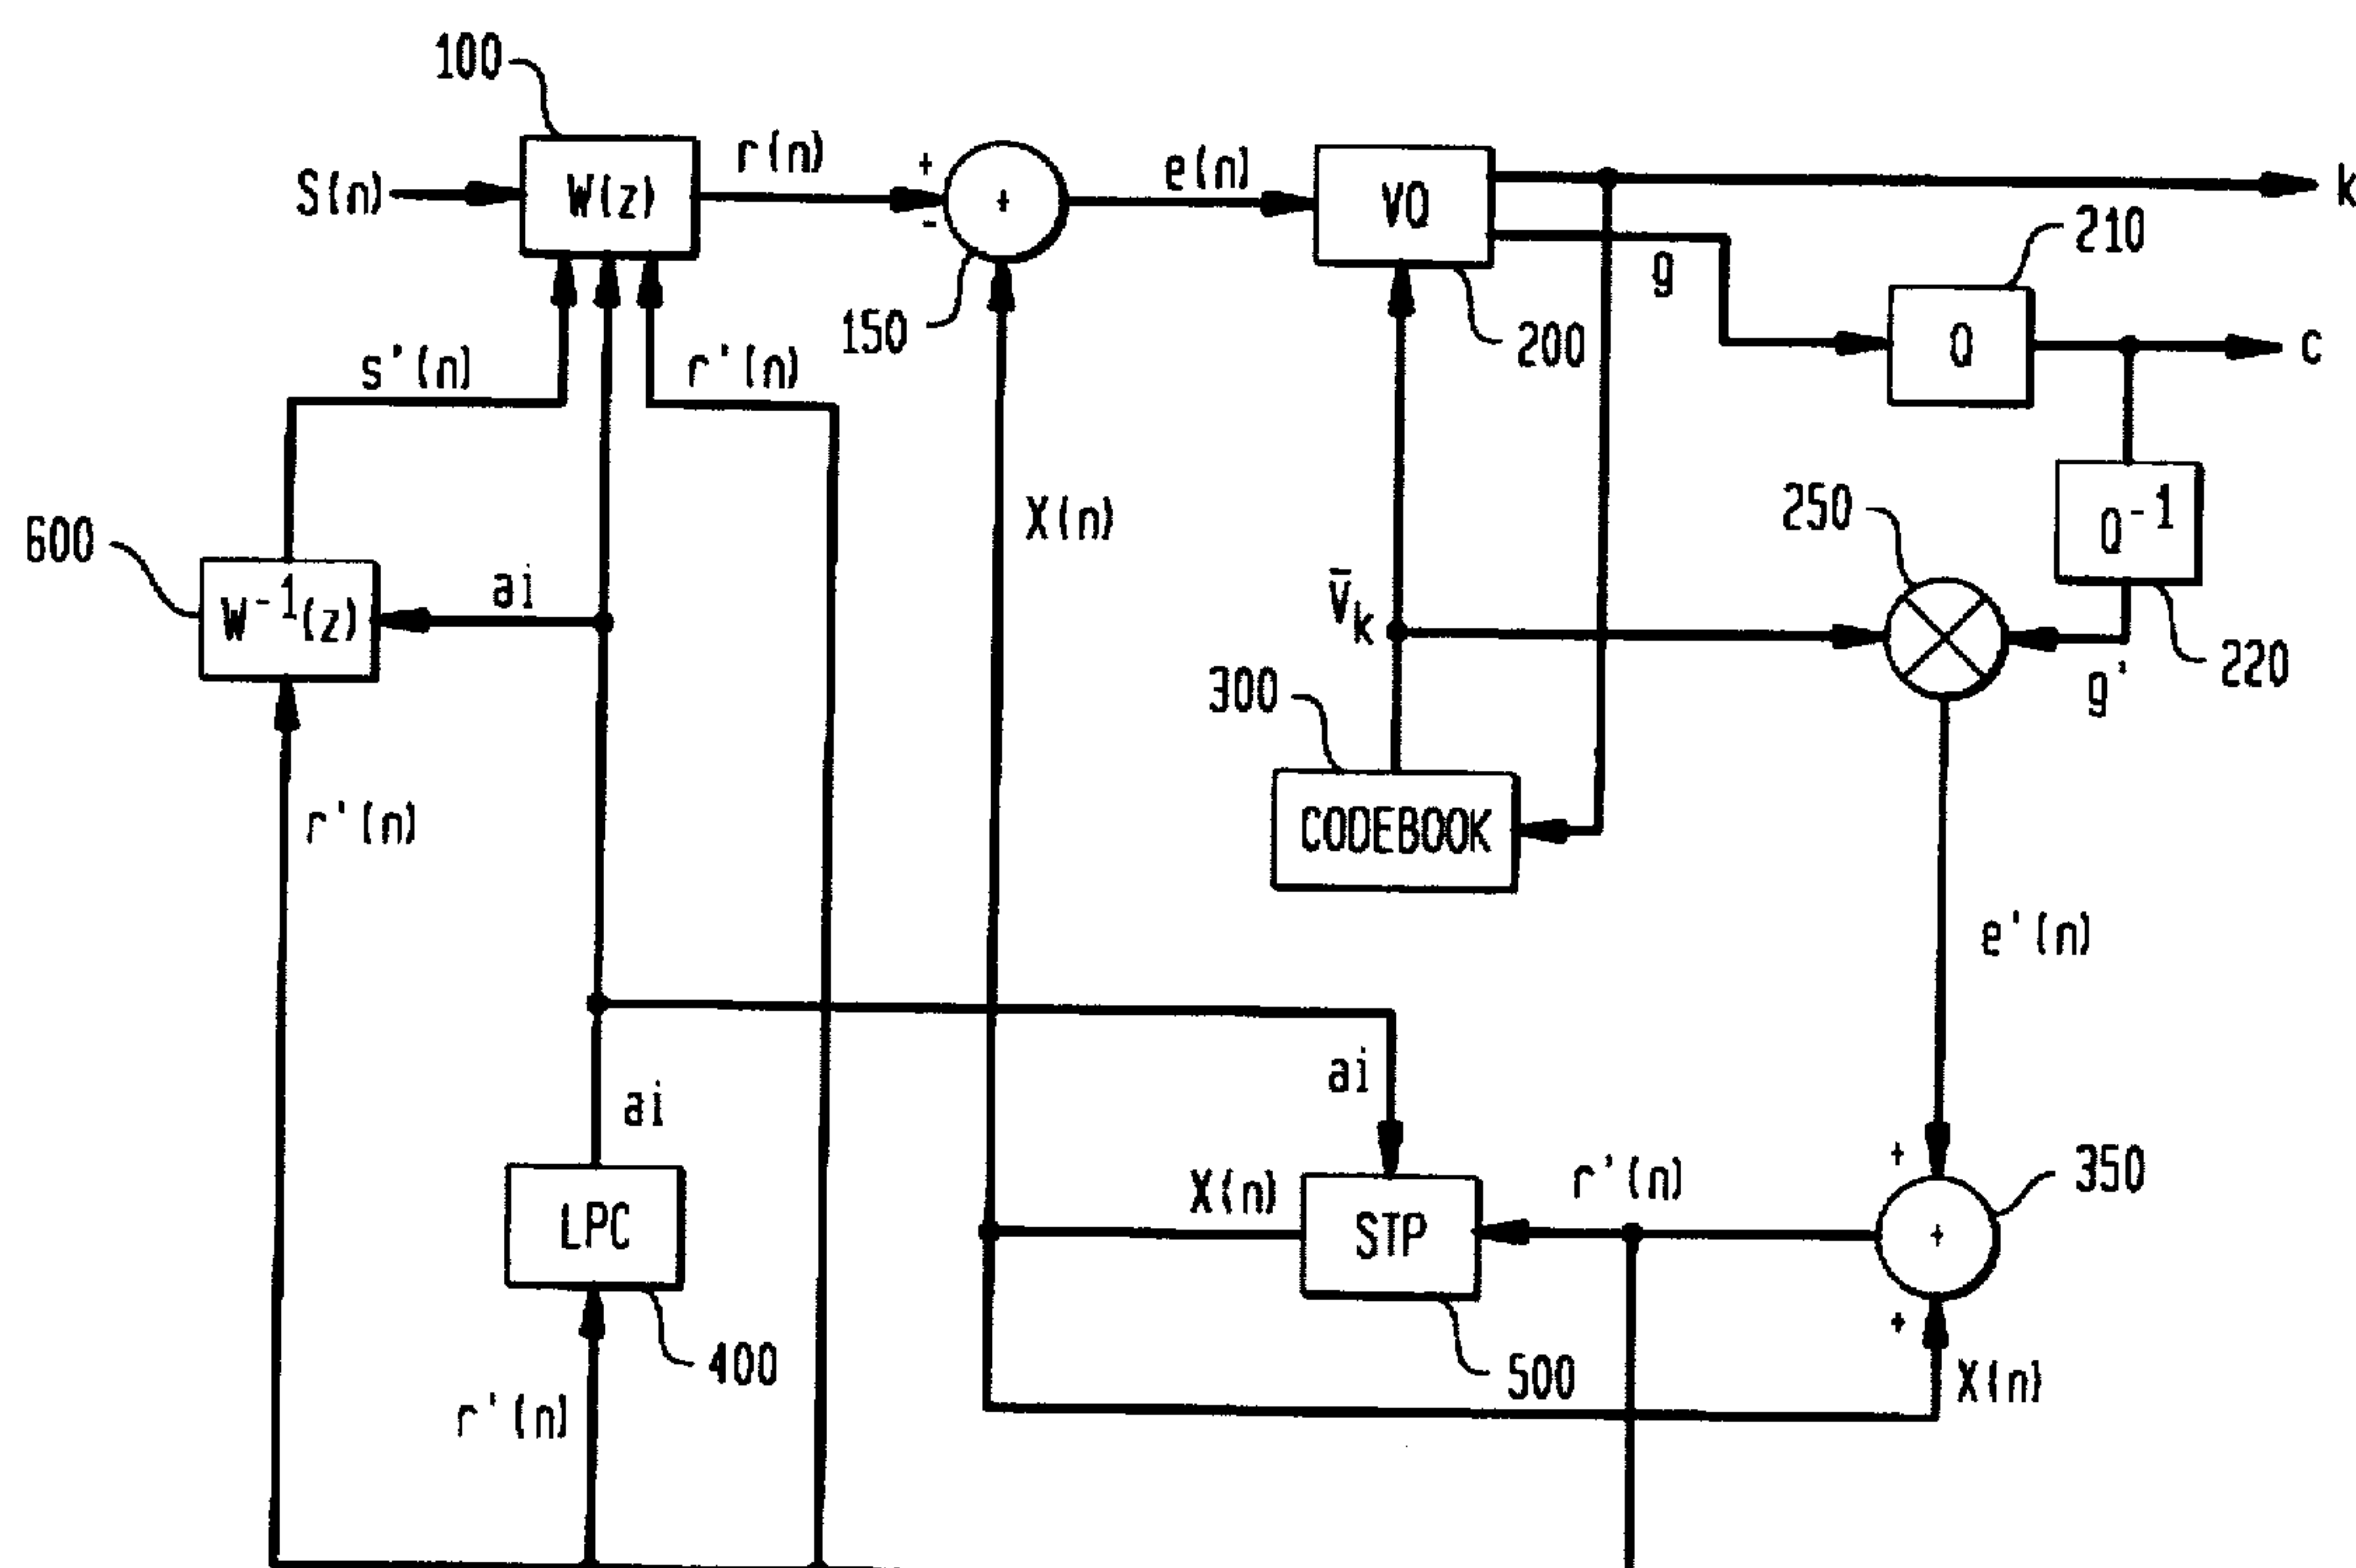 100
S(n)
W(z)
r(n)
+
-
+
150
e(n)
VQ
200
k
g
210
Q
c
s'(n)
r'(n)
X(n)
600
W⁻¹(z)
ai
V̄k
250
Q⁻¹
220
g'
300
CODEBOOK
r'(n)
e'(n)
ai
ai
LPC
400
r'(n)
X(n)
STP
500
r'(n)
+
+
+
350
X(n)